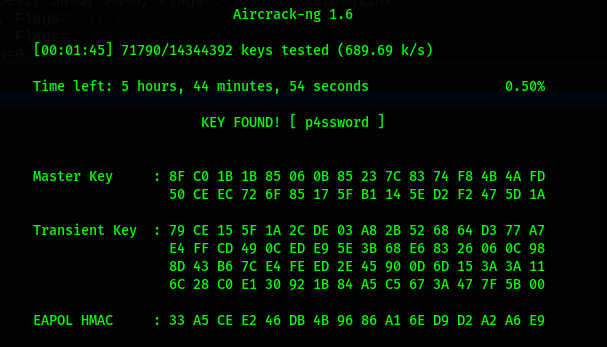 Flags=........
, Flags=
Aircrack-ng 1.6
[00:01:45] 71790/14344392 keys tested (689.69 k/s)
Time left: 5 hours, 44 minutes, 54 seconds 0.50%
KEY FOUND! [ p4ssword ]
Master Key : 8F C0 1B 1B 85 06 0B 85 23 7C 83 74 F8 4B 4A FD
50 CE EC 72 6F 85 17 5F B1 14 5E D2 F2 47 5D 1A
Transient Key : 79 CE 15 5F 1A 2C DE 03 A8 2B 52 68 64 D3 77 A7
E4 FF CD 49 0C ED E9 5E 3B 68 E6 83 26 06 0C 98
8D 43 B6 7C E4 FE ED 2E 45 90 0D 6D 15 3A 3A 11
6C 28 C0 E1 30 92 1B 84 A5 C5 67 3A 47 7F 5B 00
EAPOL HMAC : 33 A5 CE E2 46 DB 4B 96 86 A1 6E D9 D2 A2 A6 E9